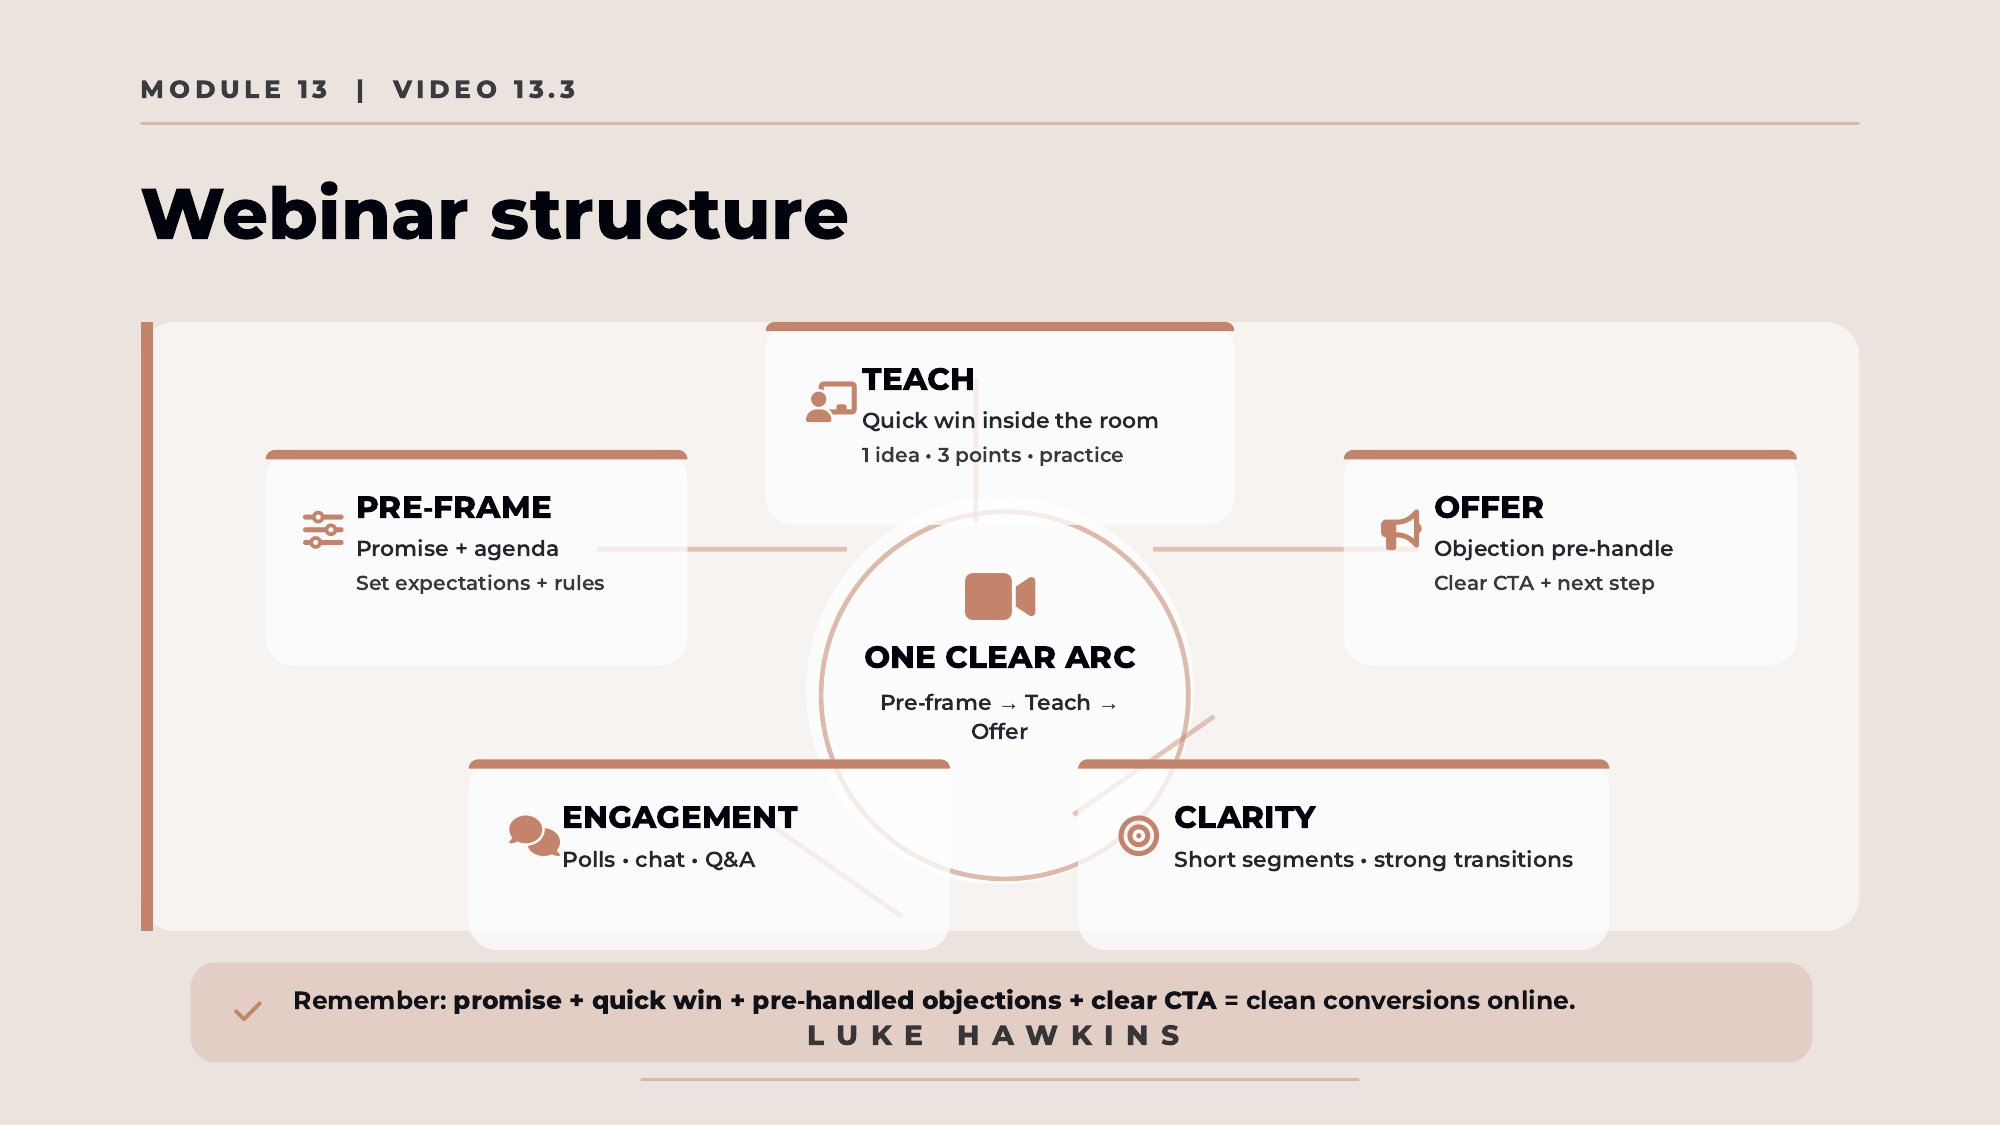 MODULE 13 | VIDEO 13.3
Webinar structure
TEACH
Quick win inside the room
1 idea • 3 points • practice
PRE-FRAME
Promise + agenda
Set expectations + rules
OFFER
Objection pre-handle
Clear CTA + next step
ONE CLEAR ARC
Pre-frame → Teach →
Offer
ENGAGEMENT
Polls • chat • Q&A
CLARITY
Short segments • strong transitions
Remember: promise + quick win + pre-handled objections + clear CTA = clean conversions online.
LUKE HAWKINS